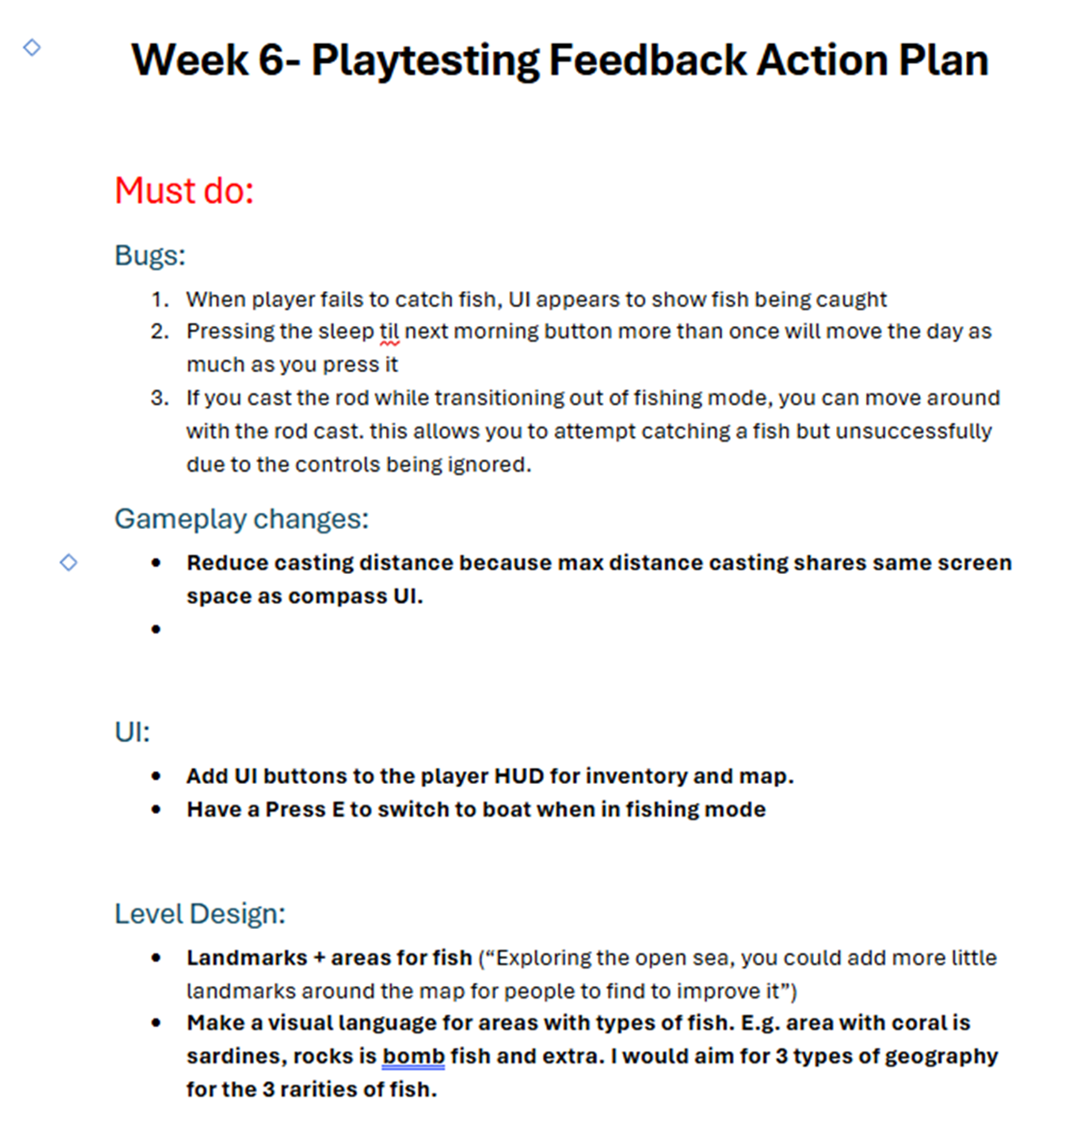 Week 6- Playtesting Feedback Action Plan
Must do:
Bugs:
1. When player fails to catch fish, UI appears to show fish being caught
2. Pressing the sleep til next morning button more than once will move the day as
much as you press it
3. If you cast the rod while transitioning out of fishing mode, you can move around
with the rod cast. this allows you to attempt catching a fish but unsuccessfully
due to the controls being ignored.
Gameplay changes:
• Reduce casting distance because max distance casting shares same screen
space as compass UI.
•
UI:
• Add UI buttons to the player HUD for inventory and map.
• Have a Press E to switch to boat when in fishing mode
Level Design:
• Landmarks + areas for fish (“Exploring the open sea, you could add more little
landmarks around the map for people to find to improve it”)
• Make a visual language for areas with types of fish. E.g. area with coral is
sardines, rocks is bomb fish and extra. I would aim for 3 types of geography
for the 3 rarities of fish.